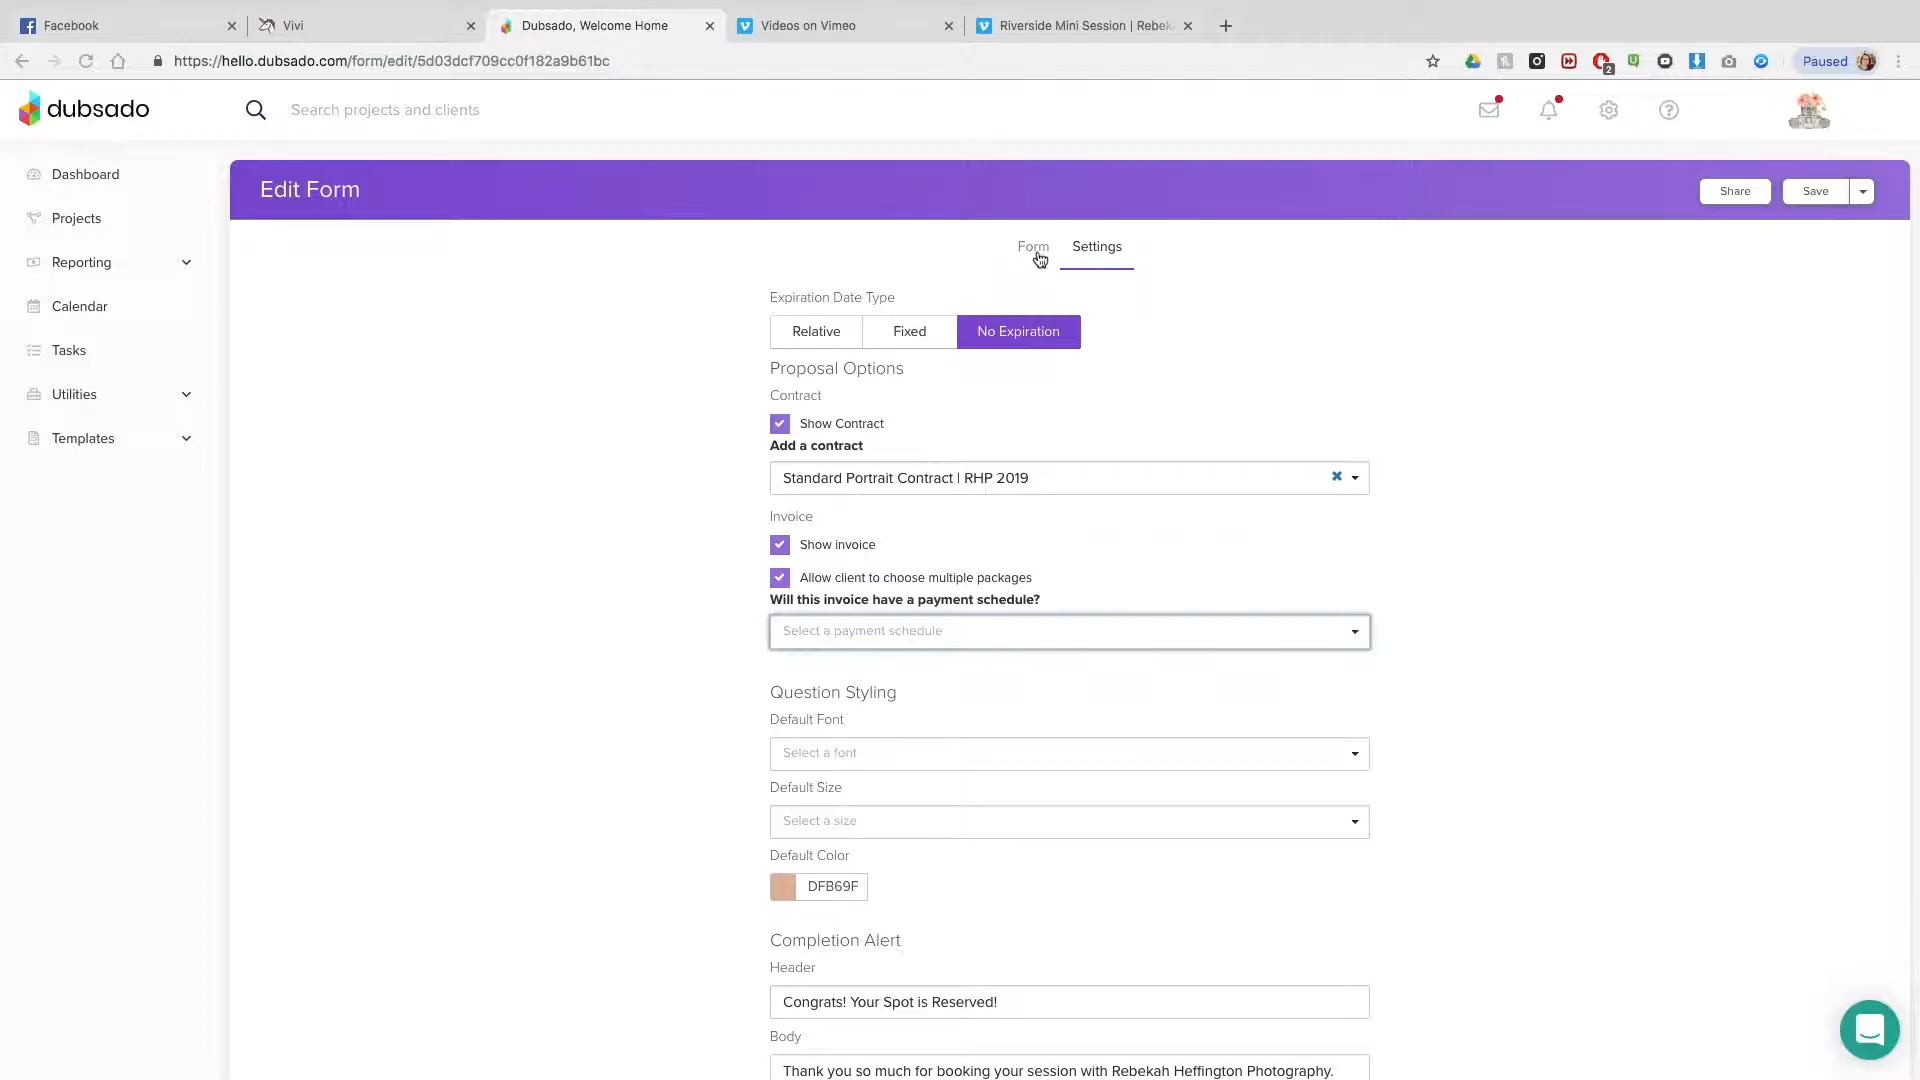 Facebook
Vivi
Dubsado, Welcome Home
Videos on Vimeo
Riverside Mini Session | Rebek
https://hello.dubsado.com/form/edit/5d03dcf709cc0f182a9b61bc
2
Paused
dubsado
Search projects and clients
Dashboard
Projects
Reporting
Calendar
Tasks
Utilities
Templates
Edit Form
Share
Save
Form
Settings
Expiration Date Type
Relative
Fixed
No Expiration
Proposal Options
Contract
Show Contract
Add a contract
Standard Portrait Contract | RHP 2019
Invoice
Show invoice
Allow client to choose multiple packages
Will this invoice have a payment schedule?
Select a payment schedule
Question Styling
Default Font
Select a font
Default Size
Select a size
Default Color
DFB69F
Completion Alert
Header
Congrats! Your Spot is Reserved!
Body
Thank you so much for booking your session with Rebekah Heffington Photography.